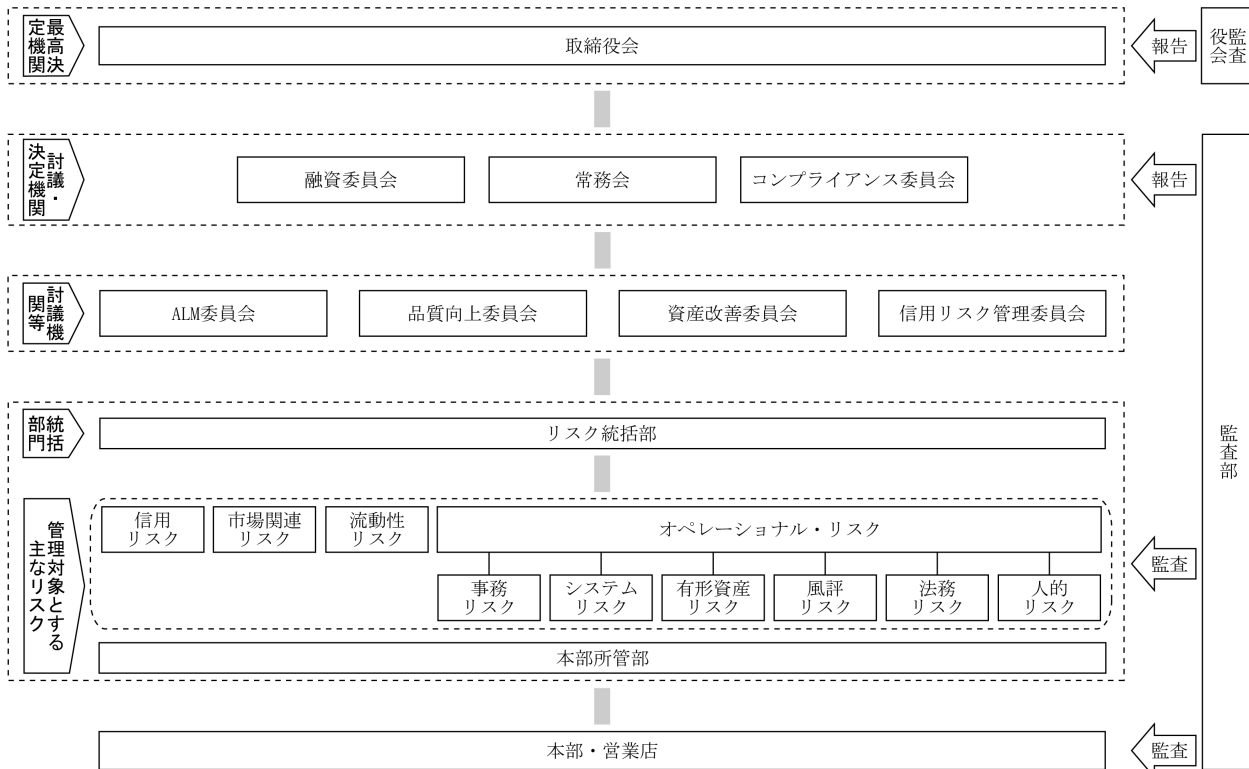 最高決
定機関
取締役会
報告
監査
役会
討議・
決定機関
融資委員会
常務会
コンプライアンス委員会
報告
討議機
関等
ALM委員会
品質向上委員会
資産改善委員会
信用リスク管理委員会
統括
部門
リスク統括部
監査部
管理対象とする
主なリスク
信用
リスク
市場関連
リスク
流動性
リスク
オペレーショナル・リスク
事務
リスク
システム
リスク
有形資産
リスク
風評
リスク
法務
リスク
人的
リスク
監査
本部所管部
本部・営業店
監査